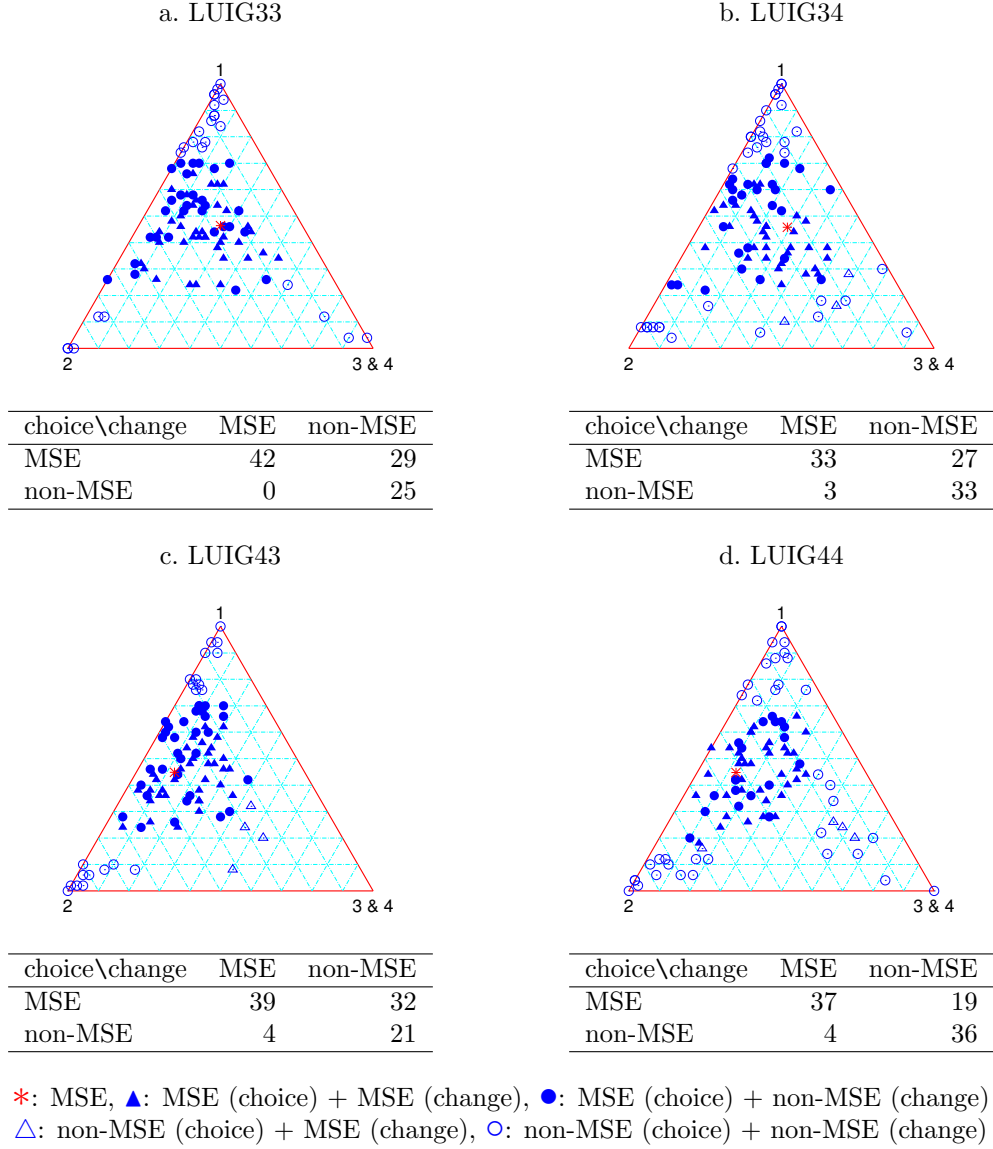 a. LUIG33
b. LUIG34
1
2
3 & 4
1
2
3 & 4
choice\change MSE non-MSE
MSE 42 29
non-MSE 0 25
choice\change MSE non-MSE
MSE 33 27
non-MSE 3 33
c. LUIG43
d. LUIG44
1
2
3 & 4
1
2
3 & 4
choice\change MSE non-MSE
MSE 39 32
non-MSE 4 21
choice\change MSE non-MSE
MSE 37 19
non-MSE 4 36
*: MSE, ▲: MSE (choice) + MSE (change), ●: MSE (choice) + non-MSE (change)
△: non-MSE (choice) + MSE (change), ○: non-MSE (choice) + non-MSE (change)